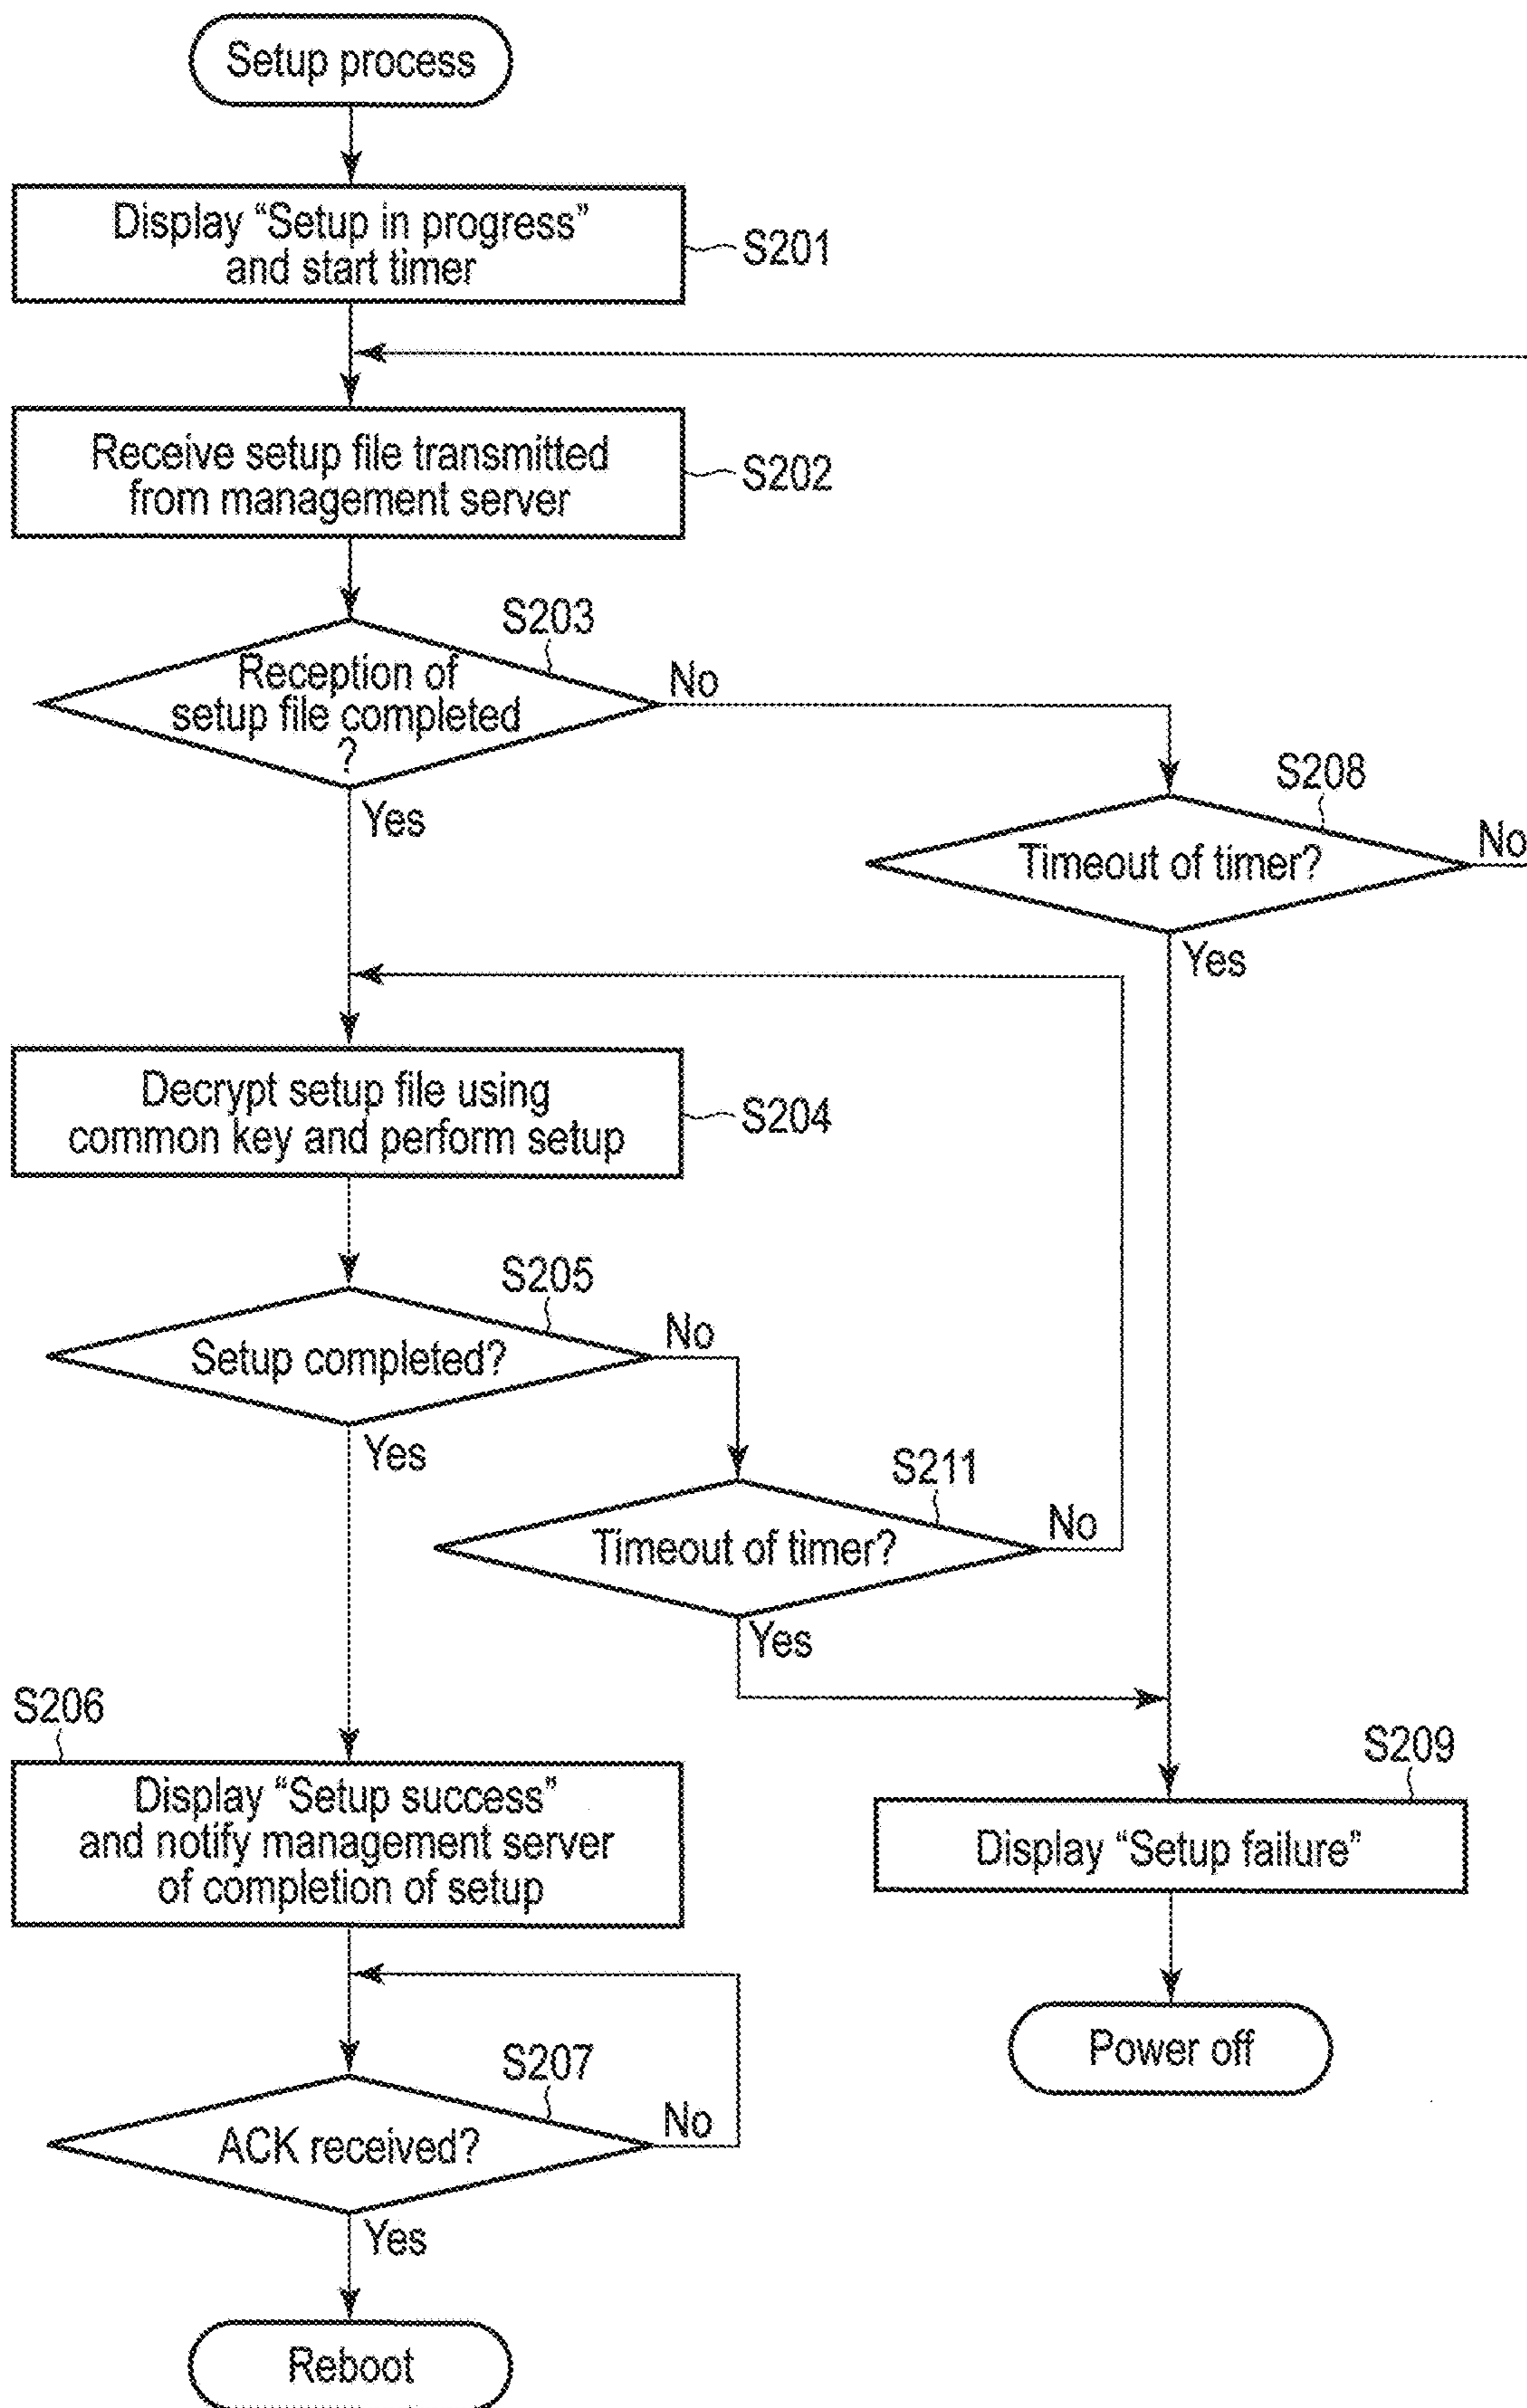 Setup process
Display “Setup in progress”
and start timer
S201
Receive setup file transmitted
from management server
S202
S203
Reception of
setup file completed
?
No
Yes
S208
Timeout of timer?
No
Yes
Decrypt setup file using
common key and perform setup
S204
S205
Setup completed?
No
Yes
S211
Timeout of timer?
No
Yes
S206
Display “Setup success”
and notify management server
of completion of setup
S209
Display “Setup failure”
Power off
S207
ACK received?
No
Yes
Reboot